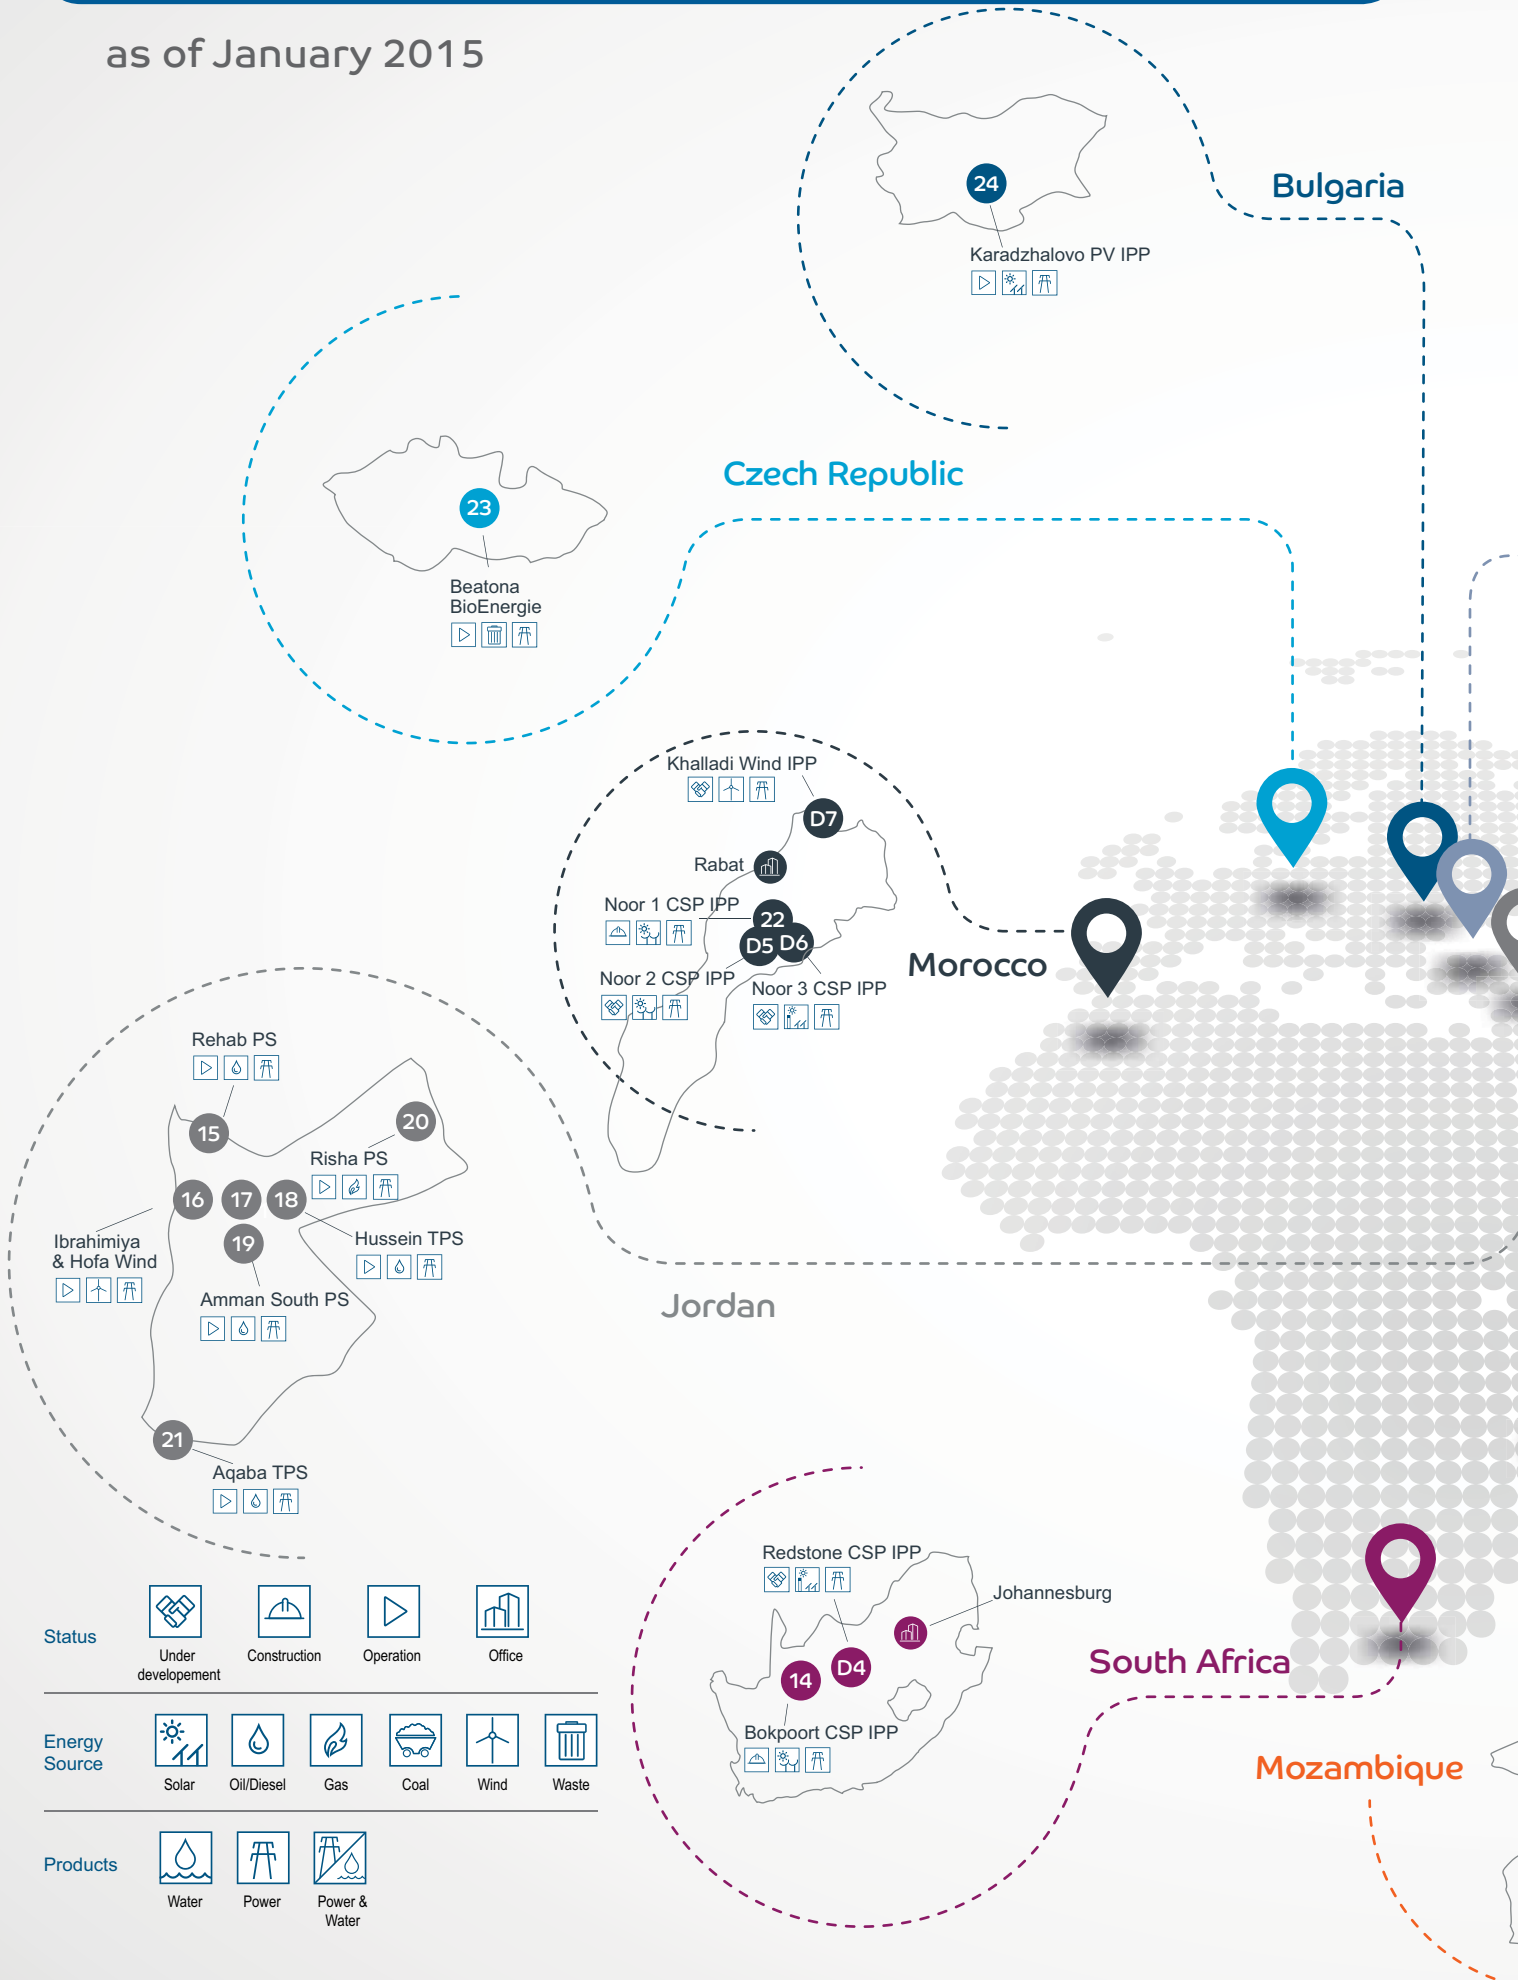 as of January 2015
24
Bulgaria
Karadzhalovo PV IPP
Czech Republic
23
Beatona
BioEnergie
Khalladi Wind IPP
D7
Rabat
Noor 1 CSP IPP
22
D5 D6
Noor 2 CSP IPP
Noor 3 CSP IPP
Morocco
Rehab PS
15
20
Risha PS
16
17
18
19
Ibrahimiya
& Hofa Wind
Hussein TPS
Amman South PS
Jordan
21
Aqaba TPS
Redstone CSP IPP
Johannesburg
14
D4
South Africa
Bokpoort CSP IPP
Mozambique
Status
Under
developement
Construction
Operation
Office
Energy
Source
Solar
Oil/Diesel
Gas
Coal
Wind
Waste
Products
Water
Power
Power &
Water